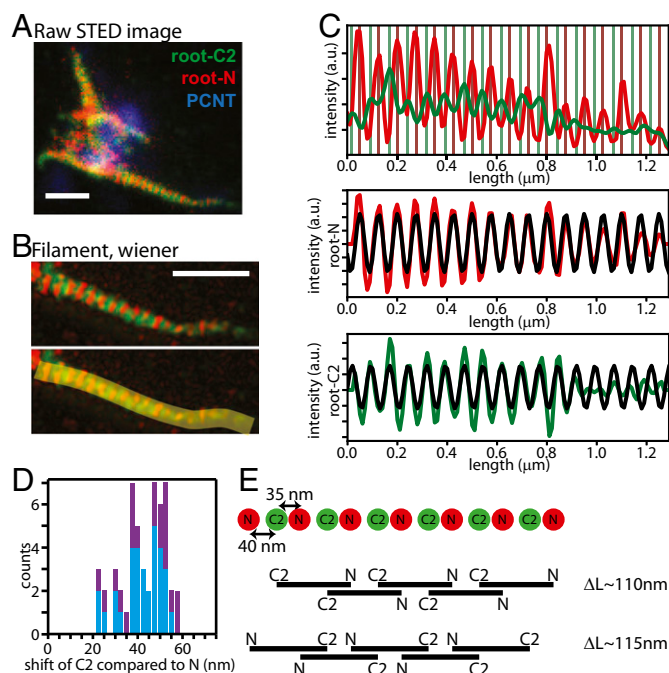 A Raw STED image
root-C2
root-N
PCNT
B Filament, wiener
C
intensity (a.u.)
0.0 0.2 0.4 0.6 0.8 1.0 1.2
length (μm)
intensity (a.u.)
root-N
0.0 0.2 0.4 0.6 0.8 1.0 1.2
length (μm)
intensity (a.u.)
root-C2
0.0 0.2 0.4 0.6 0.8 1.0 1.2
length (μm)
D
6
4
2
0
counts
0 20 40 60
shift of C2 compared to N (nm)
E
35 nm
N C2 N C2 N C2 N C2 N C2 N C2 N
40 nm
C2 N C2 N C2 N
C2 N C2 N
ΔL~110nm
N C2 N C2 N C2
N C2 N C2
ΔL~115nm